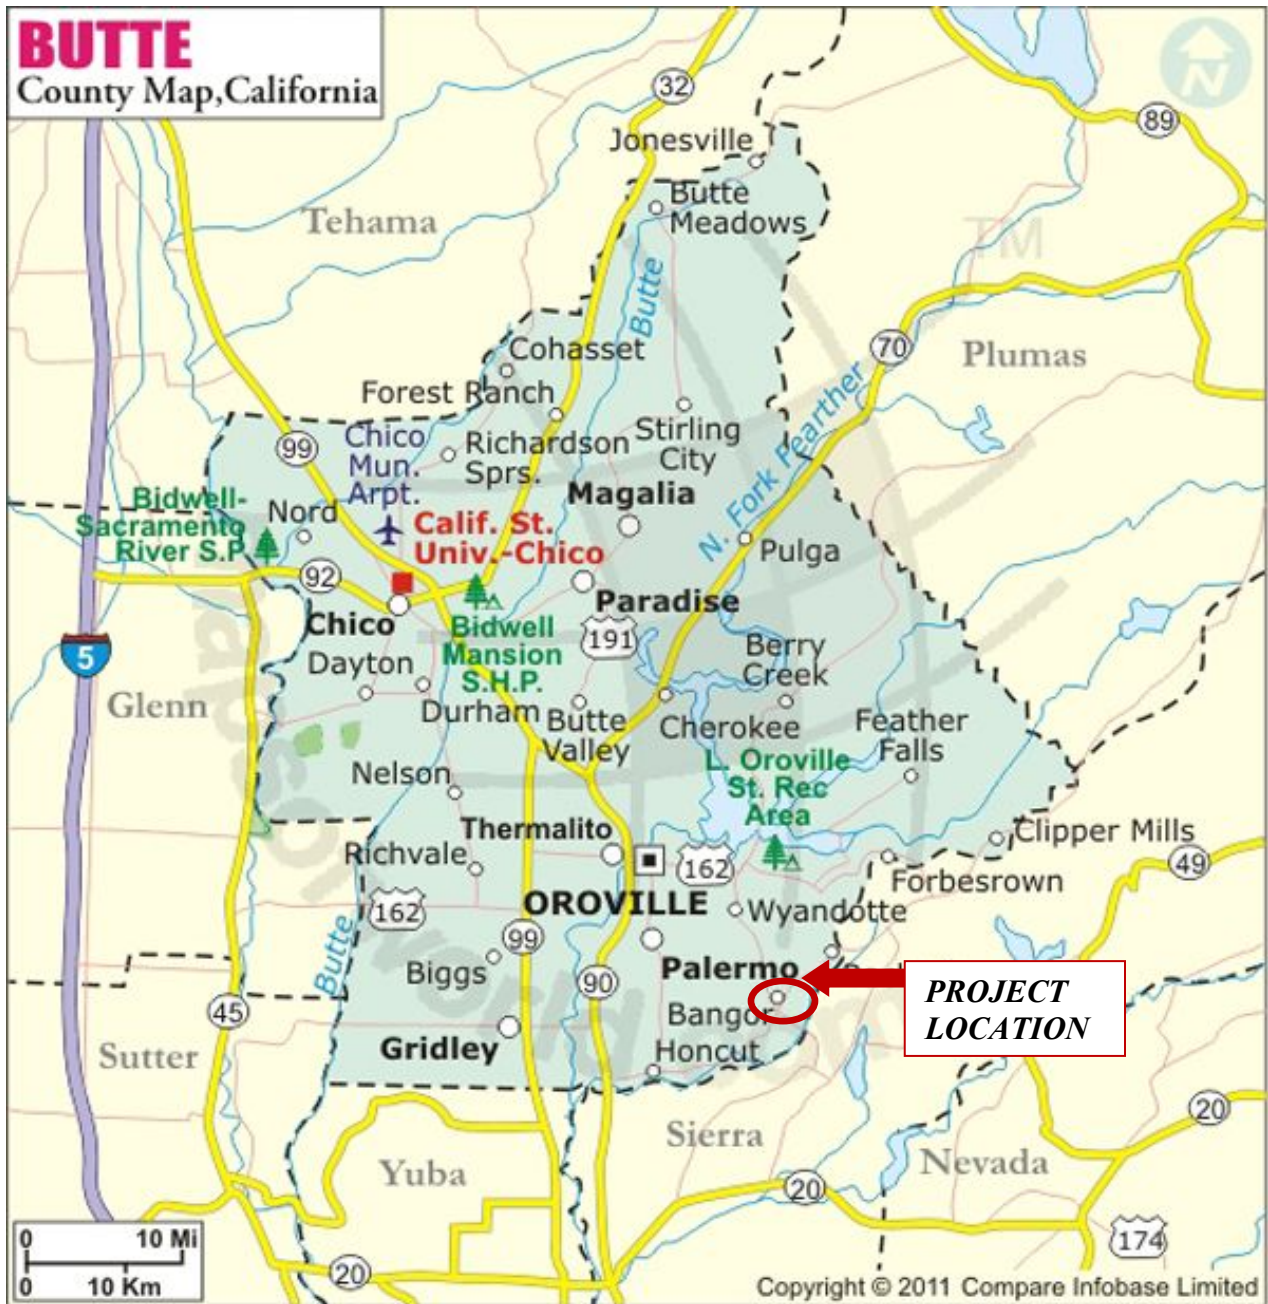 BUTTE
County Map,California
N
32
89
Jonesville
Butte
Meadows
Tehama
TM
Butte
70
Plumas
Cohasset
Forest Ranch
99
Chico
Mun.
Arpt.
Richardson
Sprs.
Stirling
City
N. Fork Pearther
Magalia
Bidwell-
Sacramento
River S.P
Nord
Calif. St.
Univ.-Chico
Pulga
92
Paradise
Chico
Bidwell
Mansion
S.H.P.
191
Berry
Creek
5
Dayton
Glenn
Durham
Butte
Valley
Cherokee
Feather
Falls
L. Oroville
St. Rec
Area
Nelson
Thermalito
Clipper Mills
Richvale
162
49
Forbesrown
162
OROVILLE
Wyandotte
Butte
99
Biggs
Palermo
90
PROJECT
LOCATION
45
Bangor
Gridley
Honcut
Sutter
20
Sierra
Nevada
Yuba
20
174
0 10 Mi
0 10 Km
20
Copyright © 2011 Compare Infobase Limited